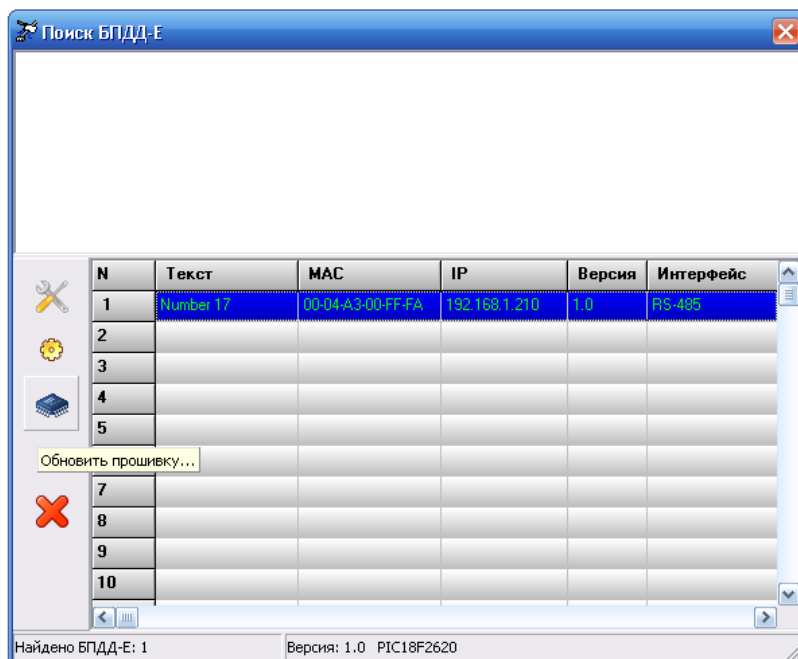 Поиск БПДД-Е
N Текст MAC IP Версия Интерфейс
1 Number 17 00-04-A3-00-FF-FA 192.168.1.210 1.0 RS-485
2
3
4
5
Обновить прошивку...
7
8
9
10
Найдено БПДД-Е: 1 Версия: 1.0 PIC18F2620